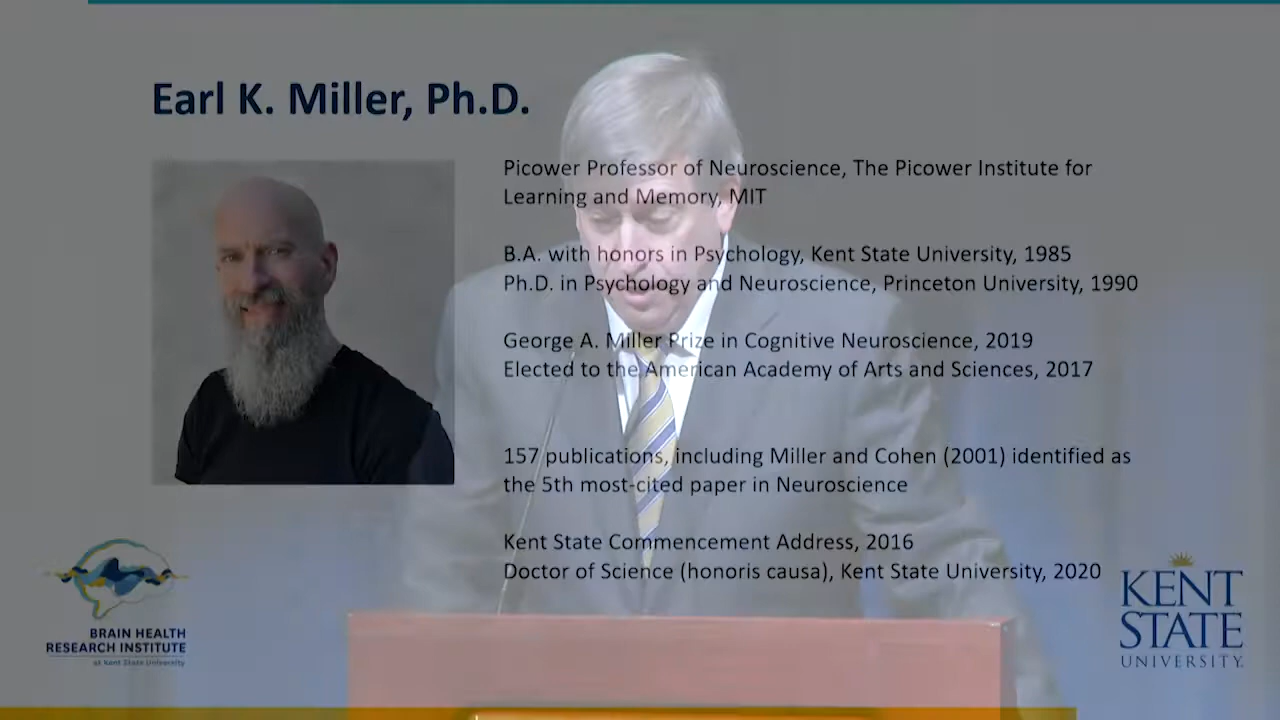 Earl K. Miller, Ph.D.
Picower Professor of Neuroscience, The Picower Institute for
Learning and Memory, MIT
B.A. with honors in Psychology, Kent State University, 1985
Ph.D. in Psychology and Neuroscience, Princeton University, 1990
George A. Miller Prize in Cognitive Neuroscience, 2019
Elected to the American Academy of Arts and Sciences, 2017
157 publications, including Miller and Cohen (2001) identified as
the 5th most-cited paper in Neuroscience
Kent State Commencement Address, 2016
Doctor of Science (honoris causa), Kent State University, 2020
BRAIN HEALTH
RESEARCH INSTITUTE
at Kent State University
KENT
STATE
UNIVERSITY